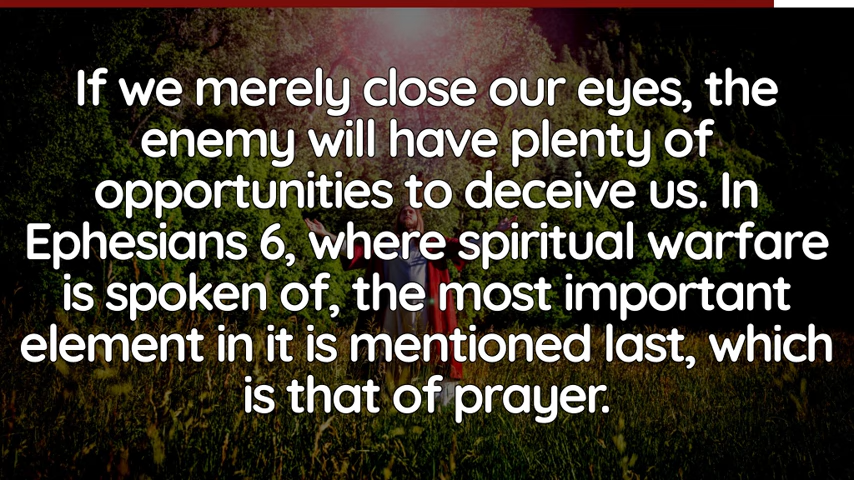 If we merely close our eyes, the
enemy will have plenty of
opportunities to deceive us. In
Ephesians 6, where spiritual warfare
is spoken of, the most important
element in it is mentioned last, which
is that of prayer.